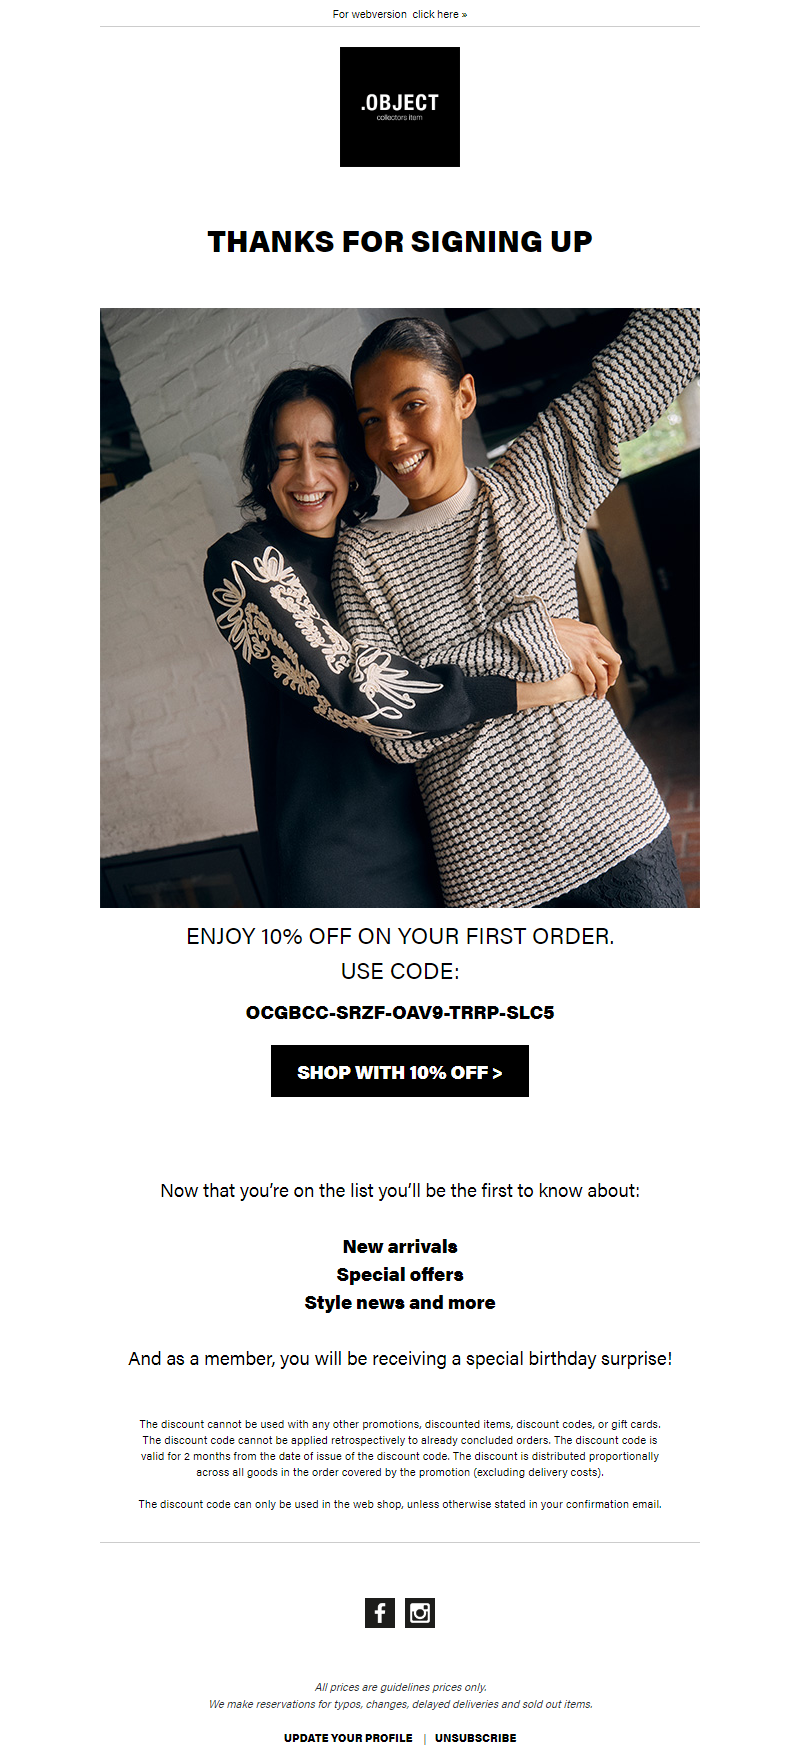 For webversion click here »
.OBJECT
collectors item
THANKS FOR SIGNING UP
ENJOY 10% OFF ON YOUR FIRST ORDER.
USE CODE:
OCGBCC-SRZF-OAV9-TRRP-SLC5
SHOP WITH 10% OFF >
Now that you’re on the list you’ll be the first to know about:
New arrivals
Special offers
Style news and more
And as a member, you will be receiving a special birthday surprise!
The discount cannot be used with any other promotions, discounted items, discount codes, or gift cards.
The discount code cannot be applied retrospectively to already concluded orders. The discount code is
valid for 2 months from the date of issue of the discount code. The discount is distributed proportionally
across all goods in the order covered by the promotion (excluding delivery costs).
The discount code can only be used in the web shop, unless otherwise stated in your confirmation email.
All prices are guidelines prices only.
We make reservations for typos, changes, delayed deliveries and sold out items.
UPDATE YOUR PROFILE | UNSUBSCRIBE